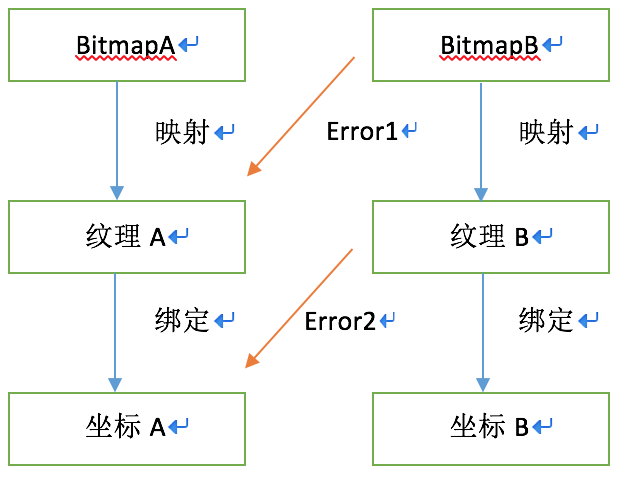 BitmapA
BitmapB
映射
Error1
映射
纹理 A
纹理 B
绑定
Error2
绑定
坐标 A
坐标 B